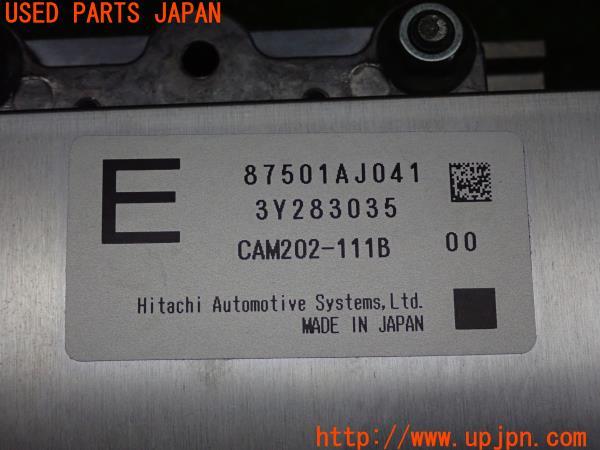 USED PARTS JAPAN
E
87501AJ041
3Y283035
CAM202-111B 00
Hitachi Automotive Systems,Ltd.
MADE IN JAPAN
http://www.upjpn.com/